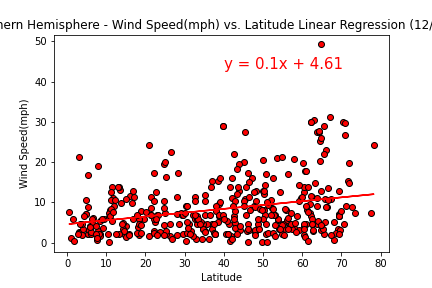 ern Hemisphere - Wind Speed(mph) vs. Latitude Linear Regression (12/
50
40
30
20
10
0
y = 0.1x + 4.61
Wind Speed(mph)
0 10 20 30 40 50 60 70 80
Latitude